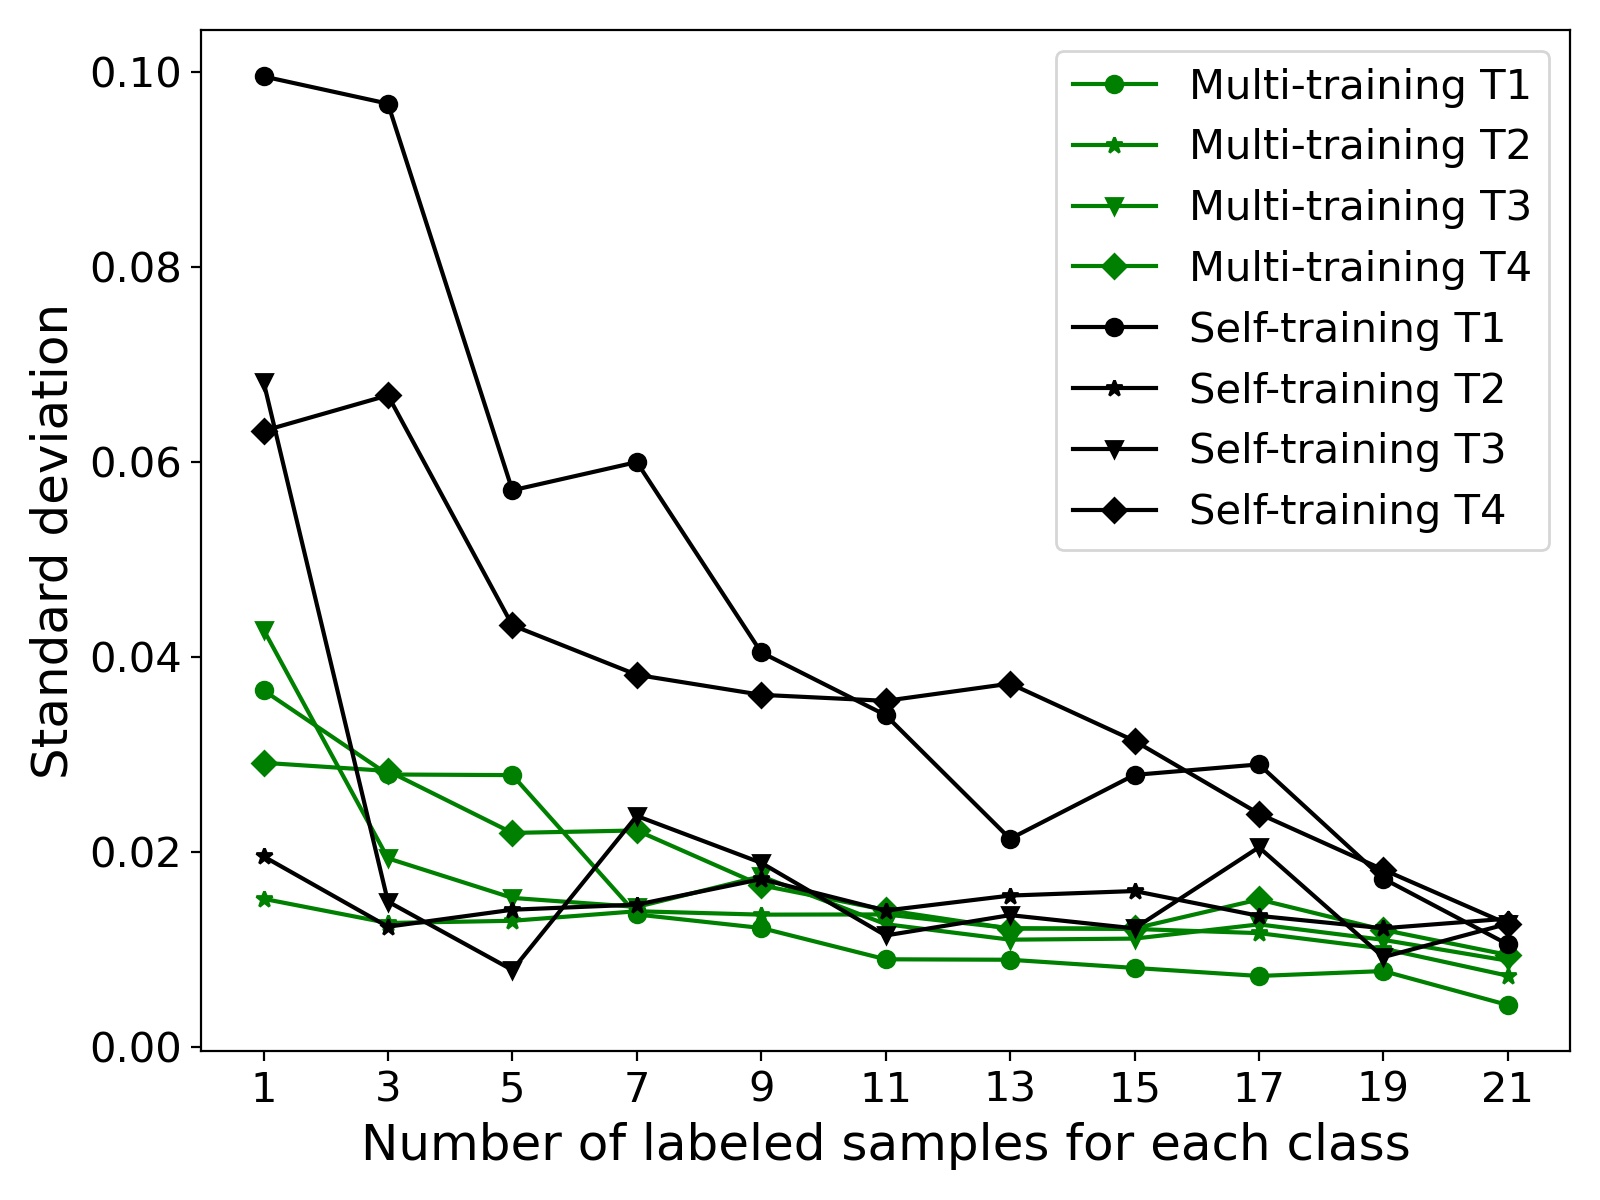 Standard deviation
0.10
0.08
0.06
0.04
0.02
0.00
Multi-training T1
Multi-training T2
Multi-training T3
Multi-training T4
Self-training T1
Self-training T2
Self-training T3
Self-training T4
1 3 5 7 9 11 13 15 17 19 21
Number of labeled samples for each class